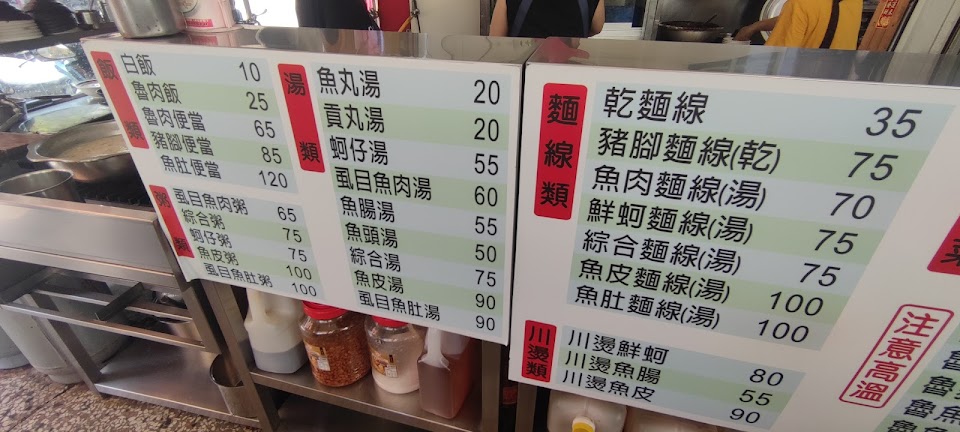 飯類
白飯 10
魯肉飯 25
魯肉便當 65
豬腳便當 85
魚肚便當 120
粥類
虱目魚肉粥 65
綜合粥 75
蚵仔粥 75
魚皮粥 100
虱目魚肚粥 100
湯類
魚丸湯 20
貢丸湯 20
蚵仔湯 55
虱目魚肉湯 60
魚腸湯 55
魚頭湯 50
綜合湯 75
魚皮湯 90
虱目魚肚湯 90
麵線類
乾麵線 35
豬腳麵線(乾) 75
魚肉麵線(湯) 70
鮮蚵麵線(湯) 75
綜合麵線(湯) 75
魚皮麵線(湯) 100
魚肚麵線(湯) 100
川燙類
川燙鮮蚵 80
川燙魚腸 55
川燙魚皮 90
注意高溫